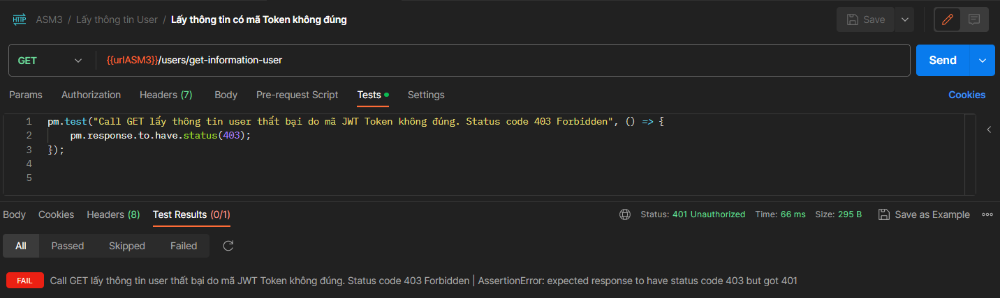 HTTP ASM3 / Lấy thông tin User / Lấy thông tin có mã Token không đúng Save
GET {{urlASM3}}/users/get-information-user Send
Params Authorization Headers (7) Body Pre-request Script Tests Settings Cookies
1 pm.test("Call GET lấy thông tin user thất bại do mã JWT Token không đúng. Status code 403 Forbidden", () => {
2 pm.response.to.have.status(403);
3 });
4
5
Body Cookies Headers (8) Test Results (0/1) Status: 401 Unauthorized Time: 66 ms Size: 295 B Save as Example
All Passed Skipped Failed
FAIL Call GET lấy thông tin user thất bại do mã JWT Token không đúng. Status code 403 Forbidden | AssertionError: expected response to have status code 403 but got 401